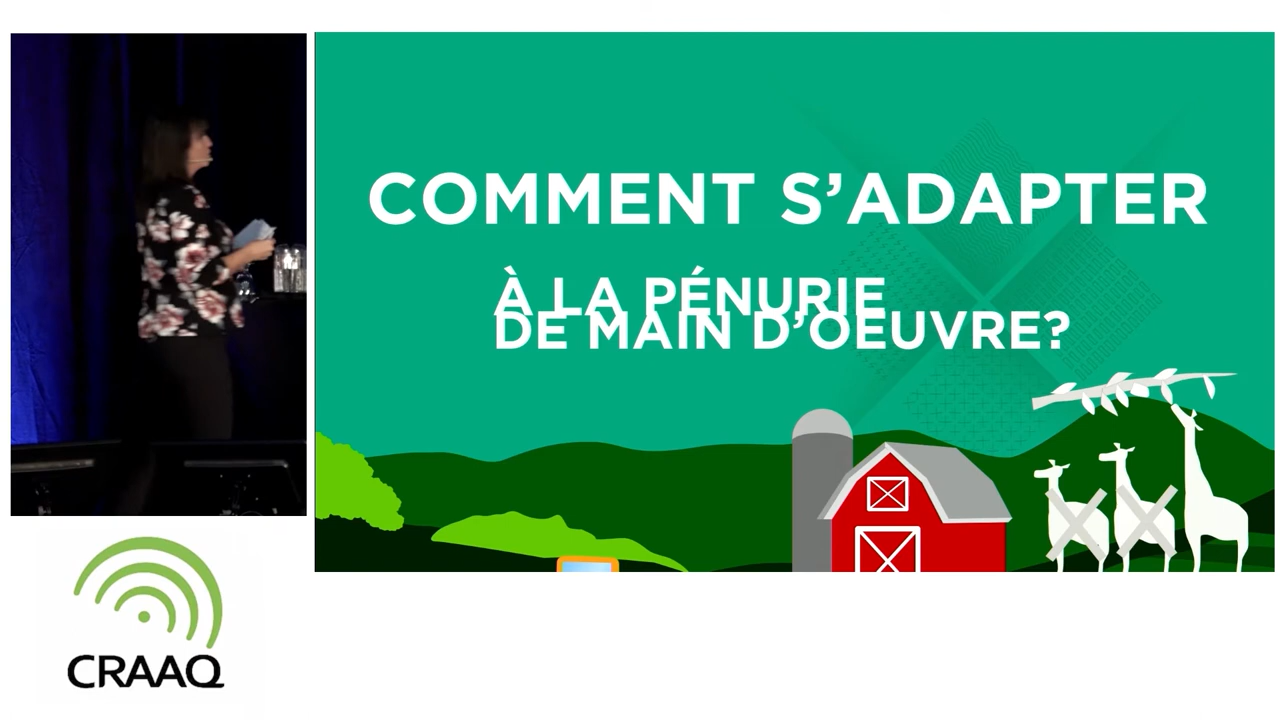 COMMENT S'ADAPTER
À LA PÉNURIE
DE MAIN D'OEUVRE?
CRAAQ